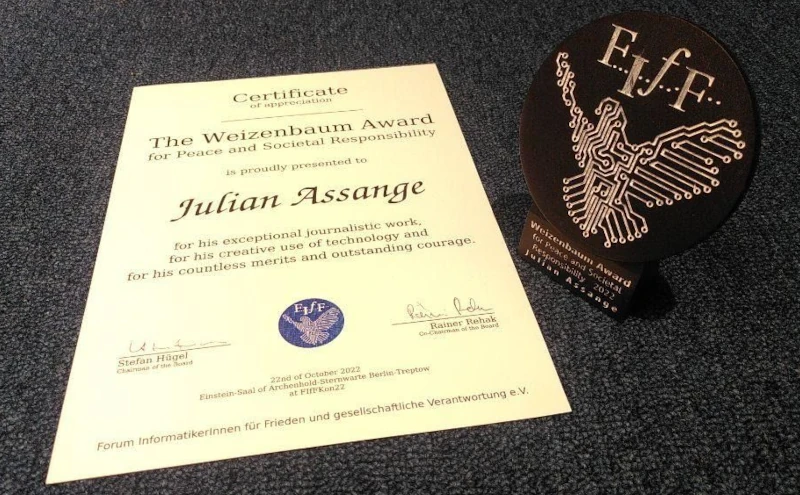 Certificate
of appreciation
The Weizenbaum Award
for Peace and Societal Responsibility
is proudly presented to
Julian Assange
for his exceptional journalistic work,
for his creative use of technology and
for his countless merits and outstanding courage.
FIfF
Stefan Hügel
Chairman of the Board
Rainer Rehak
Co-Chairman of the Board
22nd of October 2022
Einstein-Saal of Archenhold-Sternwarte Berlin-Treptow
at FIfFKon22
Forum InformatikerInnen für Frieden und gesellschaftliche Verantwortung e.V.
F..I..f..F...
Weizenbaum Award
for Peace and Societal
Responsibility 2022
Julian Assange